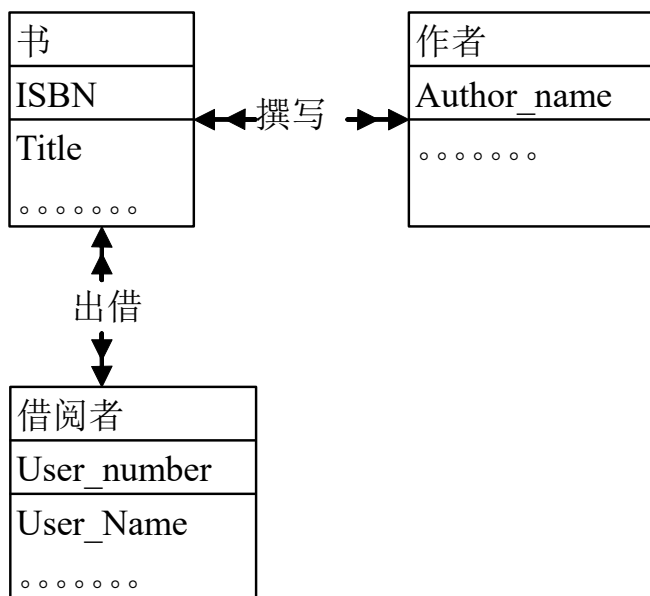 书
ISBN
Title
。。。。。。。
撰写
作者
Author_name
。。。。。。。
出借
借阅者
User_number
User_Name
。。。。。。。